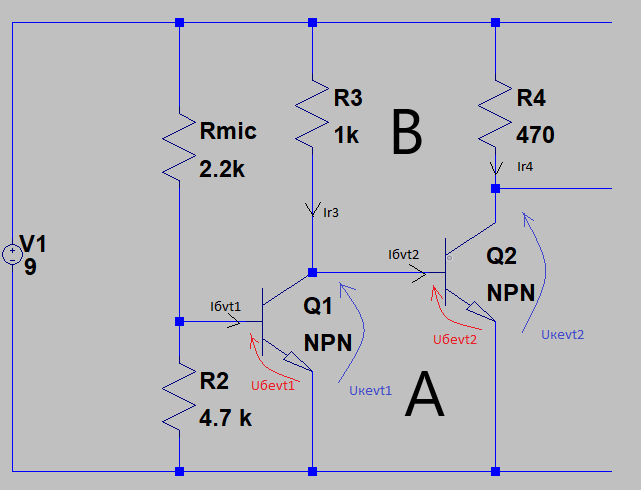 R3
1k
B
R4
470
Rmic
2.2k
Ir4
Ir3
V1
9
Iбvt2
Q2
NPN
Iбvt1
Q1
NPN
Uбevt2
Uкevt2
R2
4.7 k
Uбevt1
Uкevt1
A